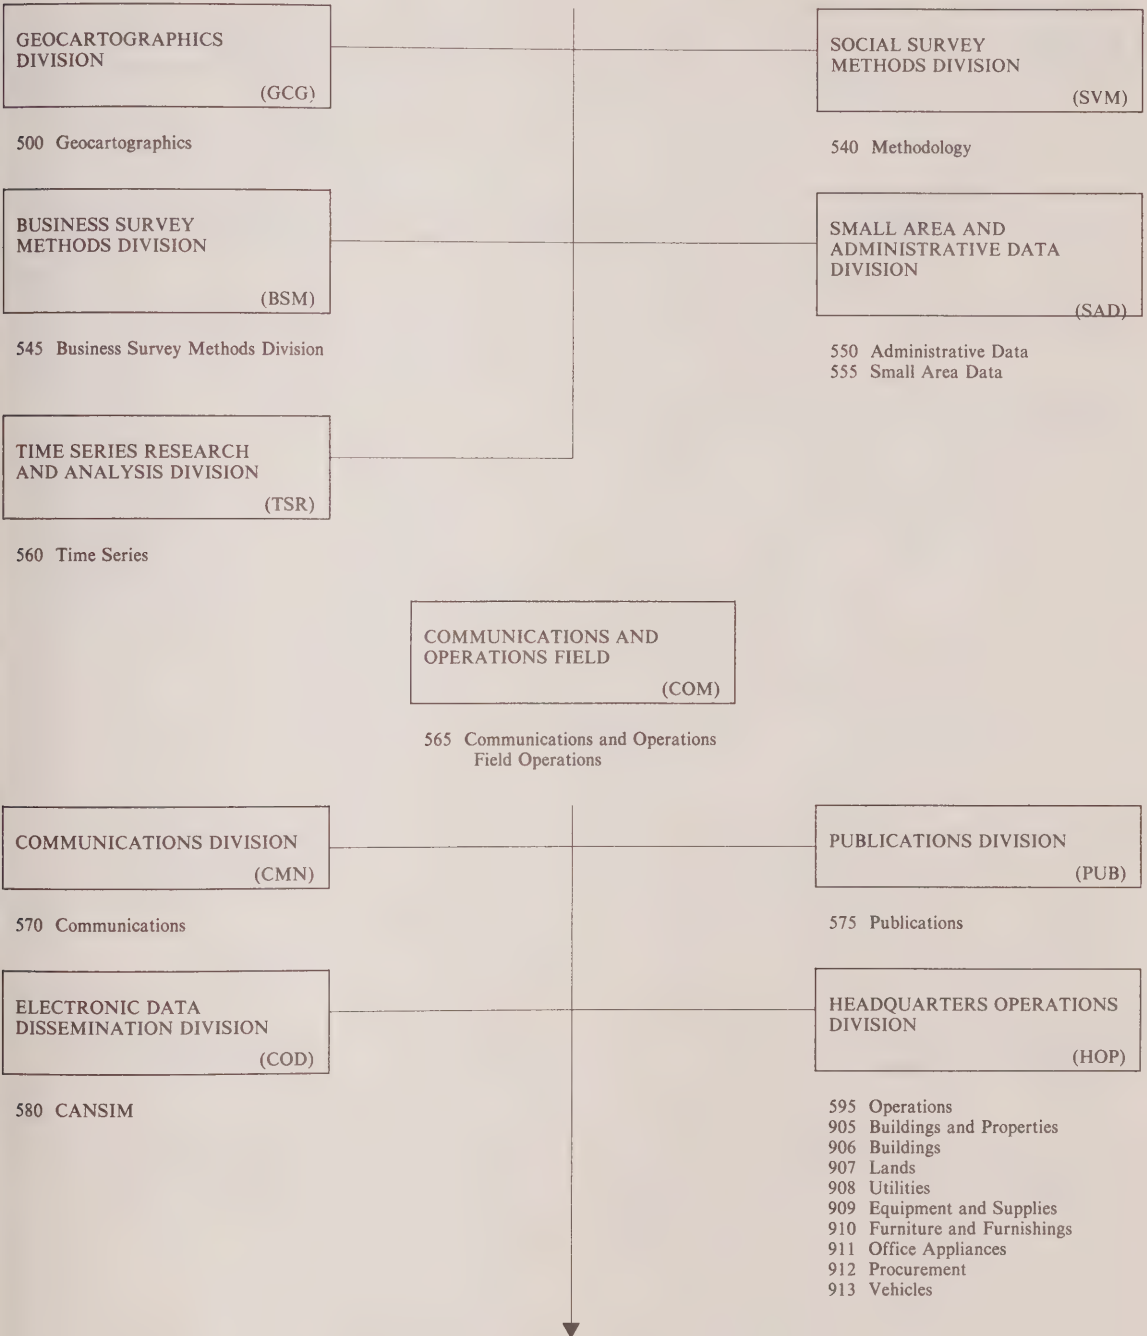 GEOCARTOGRAPHICS
DIVISION
(GCG)
500 Geocartographics
SOCIAL SURVEY
METHODS DIVISION
(SVM)
540 Methodology
BUSINESS SURVEY
METHODS DIVISION
(BSM)
545 Business Survey Methods Division
SMALL AREA AND
ADMINISTRATIVE DATA
DIVISION
(SAD)
550 Administrative Data
555 Small Area Data
TIME SERIES RESEARCH
AND ANALYSIS DIVISION
(TSR)
560 Time Series
COMMUNICATIONS AND
OPERATIONS FIELD
(COM)
565 Communications and Operations
Field Operations
COMMUNICATIONS DIVISION
(CMN)
570 Communications
PUBLICATIONS DIVISION
(PUB)
575 Publications
ELECTRONIC DATA
DISSEMINATION DIVISION
(COD)
580 CANSIM
HEADQUARTERS OPERATIONS
DIVISION
(HOP)
595 Operations
905 Buildings and Properties
906 Buildings
907 Lands
908 Utilities
909 Equipment and Supplies
910 Furniture and Furnishings
911 Office Appliances
912 Procurement
913 Vehicles